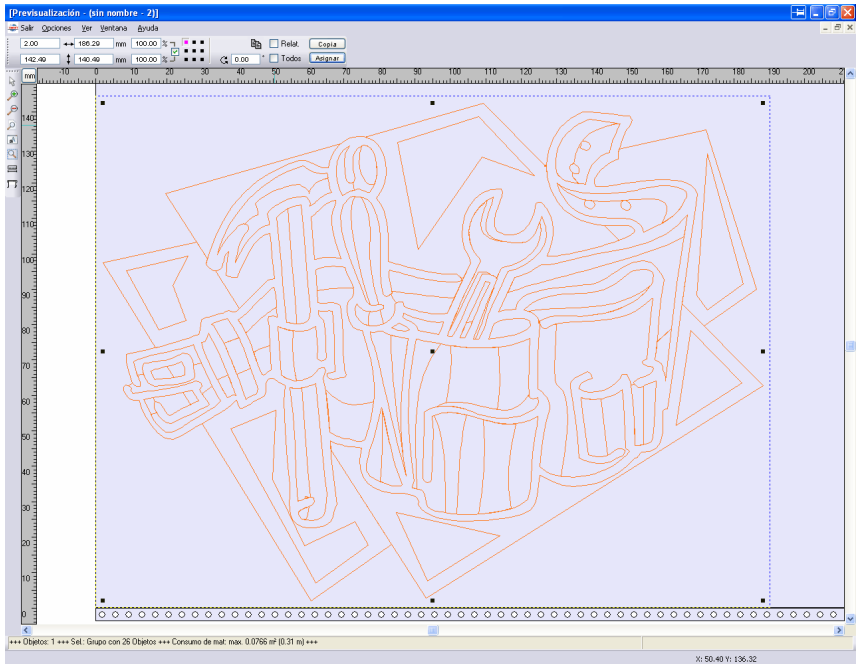 [Previsualización - (sin nombre - 2)]
Salir Opciones Ver Ventana Ayuda
2.00 186.29 mm 100.00 % Relat. Copia
142.49 140.49 mm 100.00 % 0.00 ° Todos Asignar
mm -10 0 10 20 30 40 50 60 70 80 90 100 110 120 130 140 150 160 170 180 190 200 2
140
130
120
110
100
90
80
70
60
50
40
30
20
10
0
+++ Objetos: 1 +++ Sel.: Grupo con 26 Objetos +++ Consumo de mat: max. 0.0766 m² (0.31 m) +++
X: 50.40 Y: 136.32